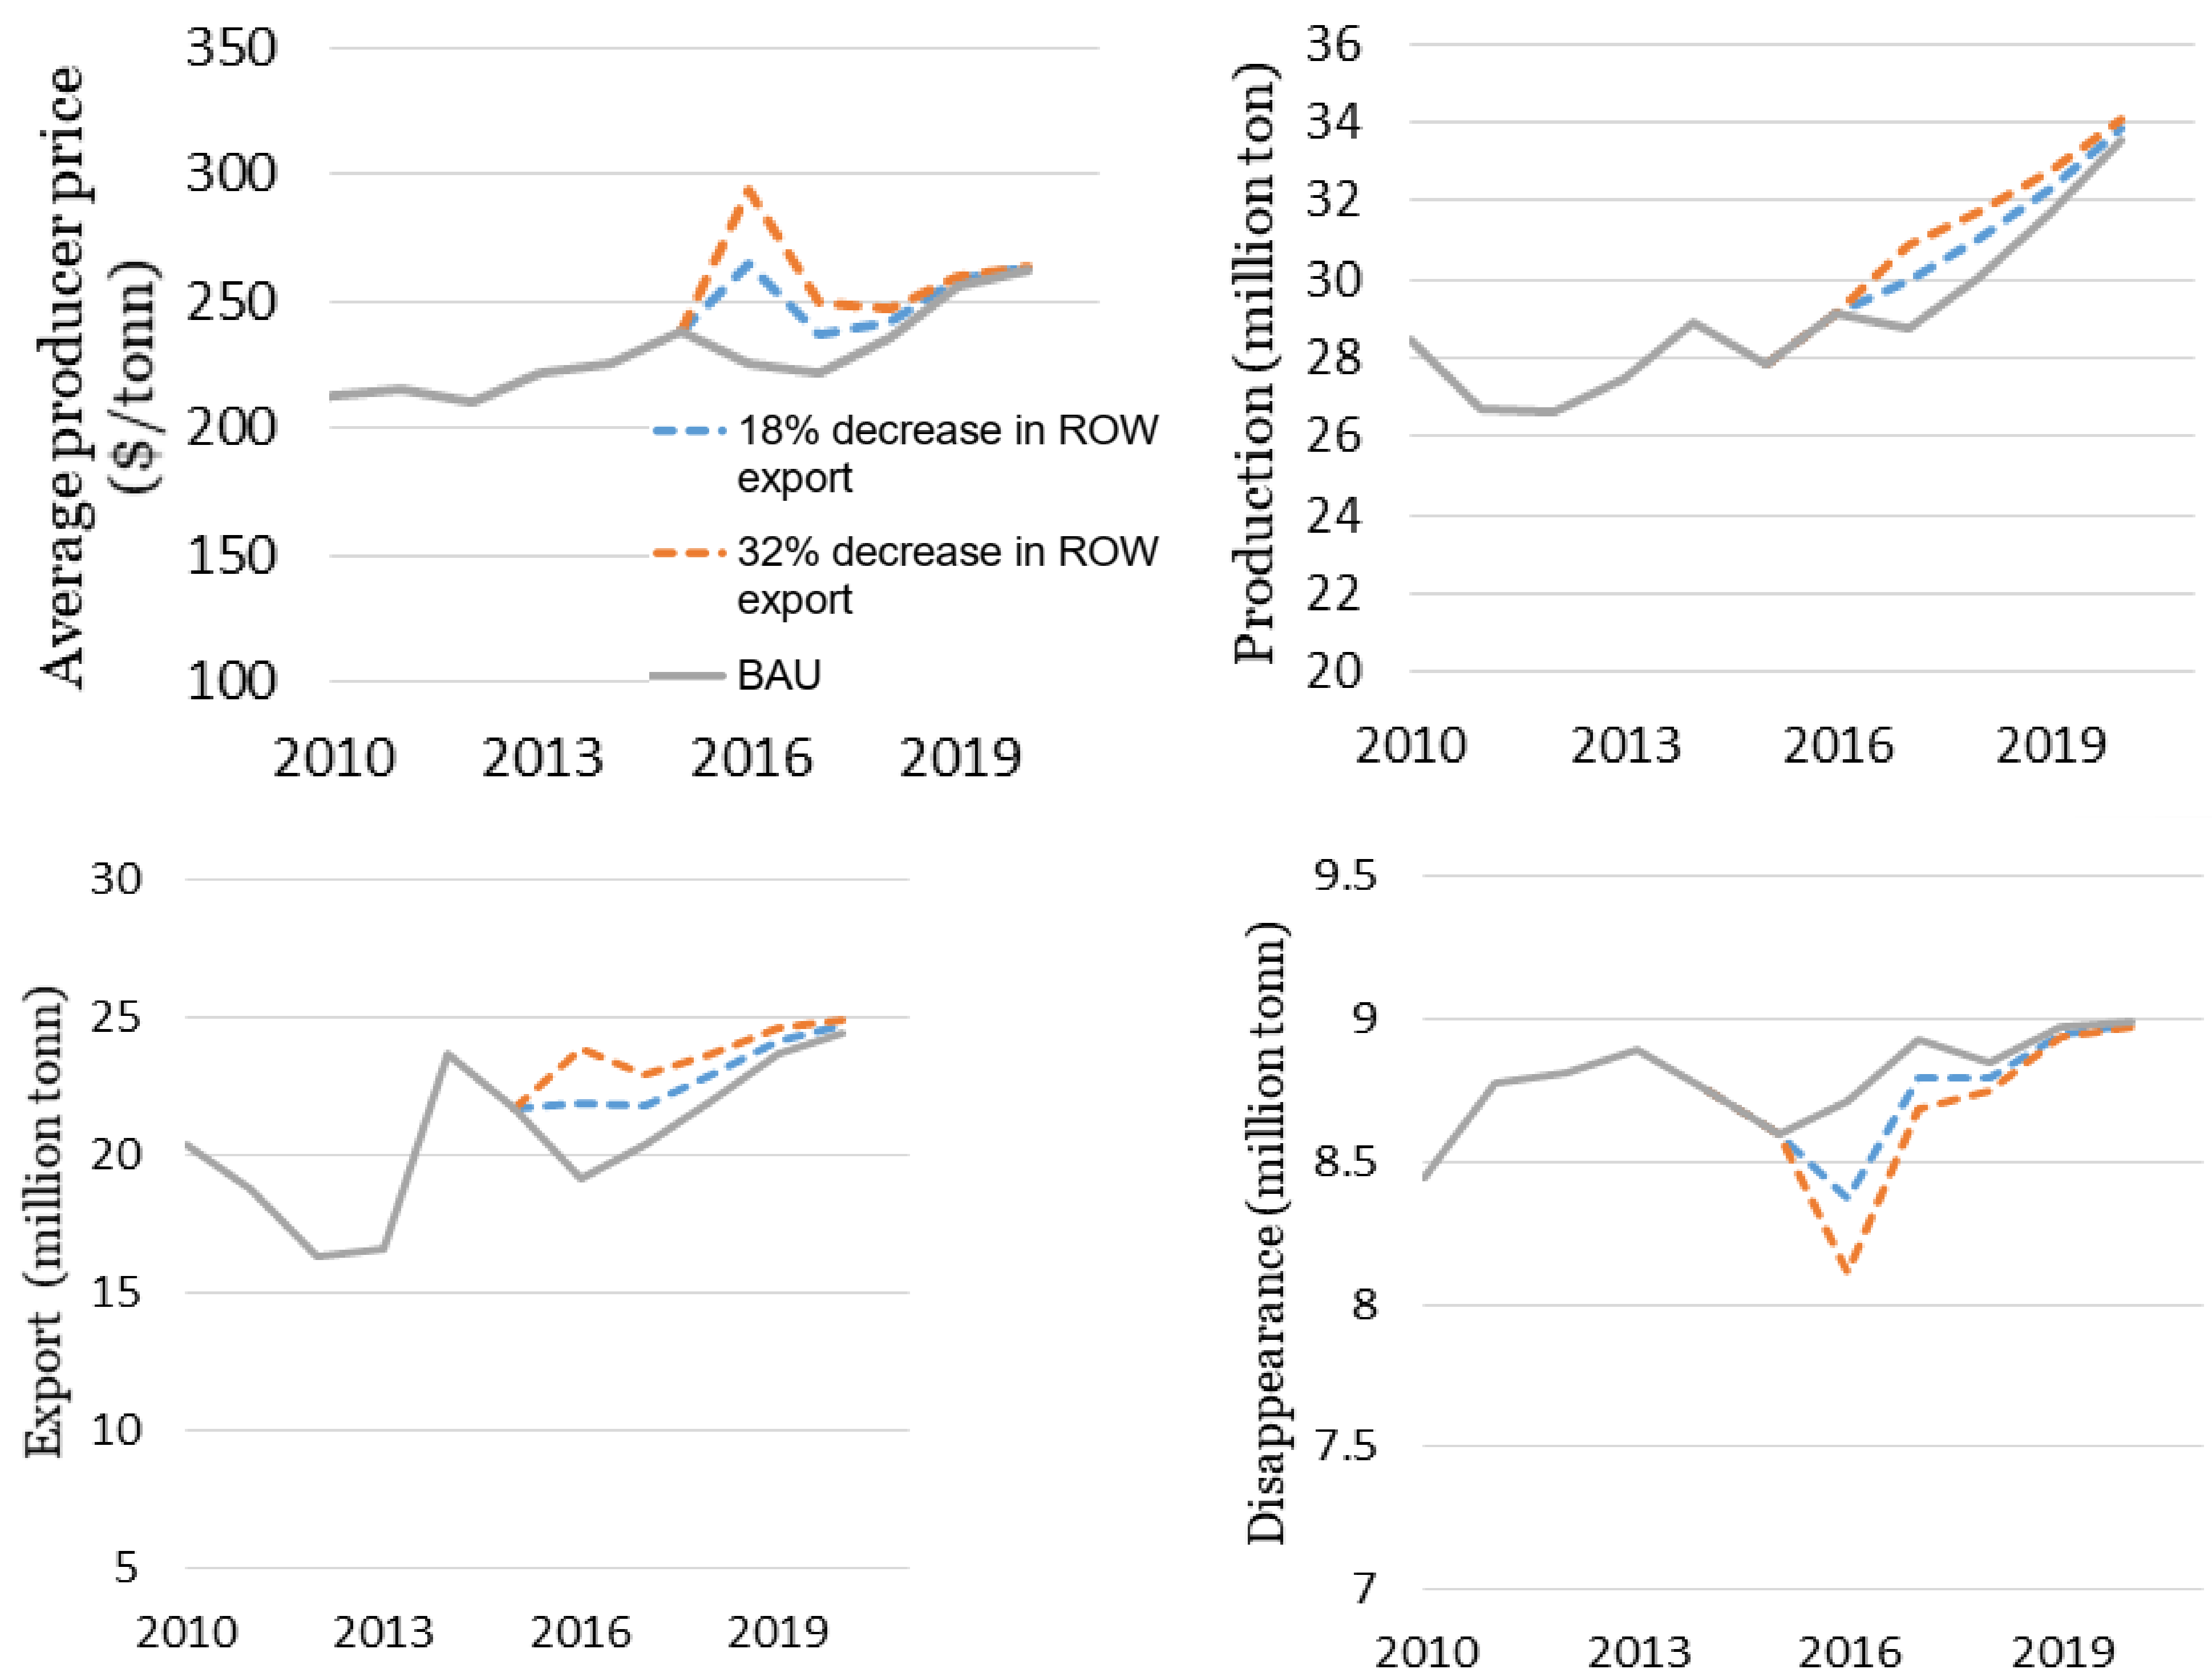 Average producer price
($/tonn)
350
300
250
200
150
100
2010 2013 2016 2019
18% decrease in ROW
export
32% decrease in ROW
export
BAU
Production (million ton)
36
34
32
30
28
26
24
22
20
2010 2013 2016 2019
Export (million tonn)
30
25
20
15
10
5
2010 2013 2016 2019
Disappearance (million tonn)
9.5
9
8.5
8
7.5
7
2010 2013 2016 2019